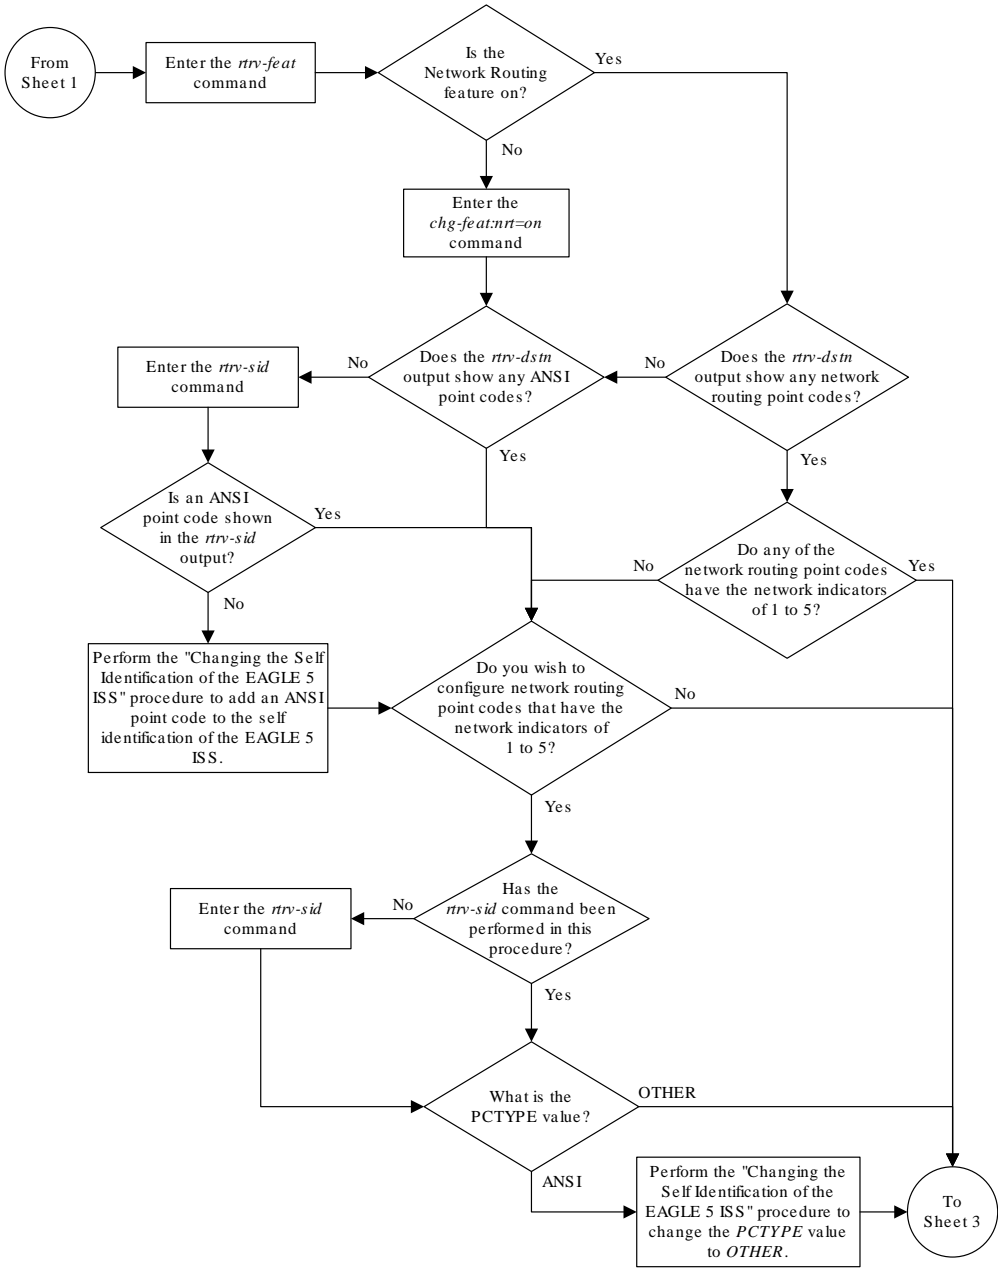 From
Sheet 1
Enter the rtrv-feat
command
Is the
Network Routing
feature on?
Yes
No
Enter the
chg-feat:nrt=on
command
Does the rtrv-dstn
output show any network
routing point codes?
No
Yes
Does the rtrv-dstn
output show any ANSI
point codes?
No
Yes
Enter the rtrv-sid
command
Is an ANSI
point code shown
in the rtrv-sid
output?
Yes
No
Do any of the
network routing point codes
have the network indicators
of 1 to 5?
No
Yes
Perform the "Changing the Self
Identification of the EAGLE 5
ISS" procedure to add an ANSI
point code to the self
identification of the EAGLE 5
ISS.
Do you wish to
configure network routing
point codes that have the
network indicators of
1 to 5?
No
Yes
Has the
rtrv-sid command been
performed in this
procedure?
No
Yes
Enter the rtrv-sid
command
What is the
PCTYPE value?
OTHER
ANSI
Perform the "Changing the
Self Identification of the
EAGLE 5 ISS" procedure to
change the PCTYPE value
to OTHER.
To
Sheet 3